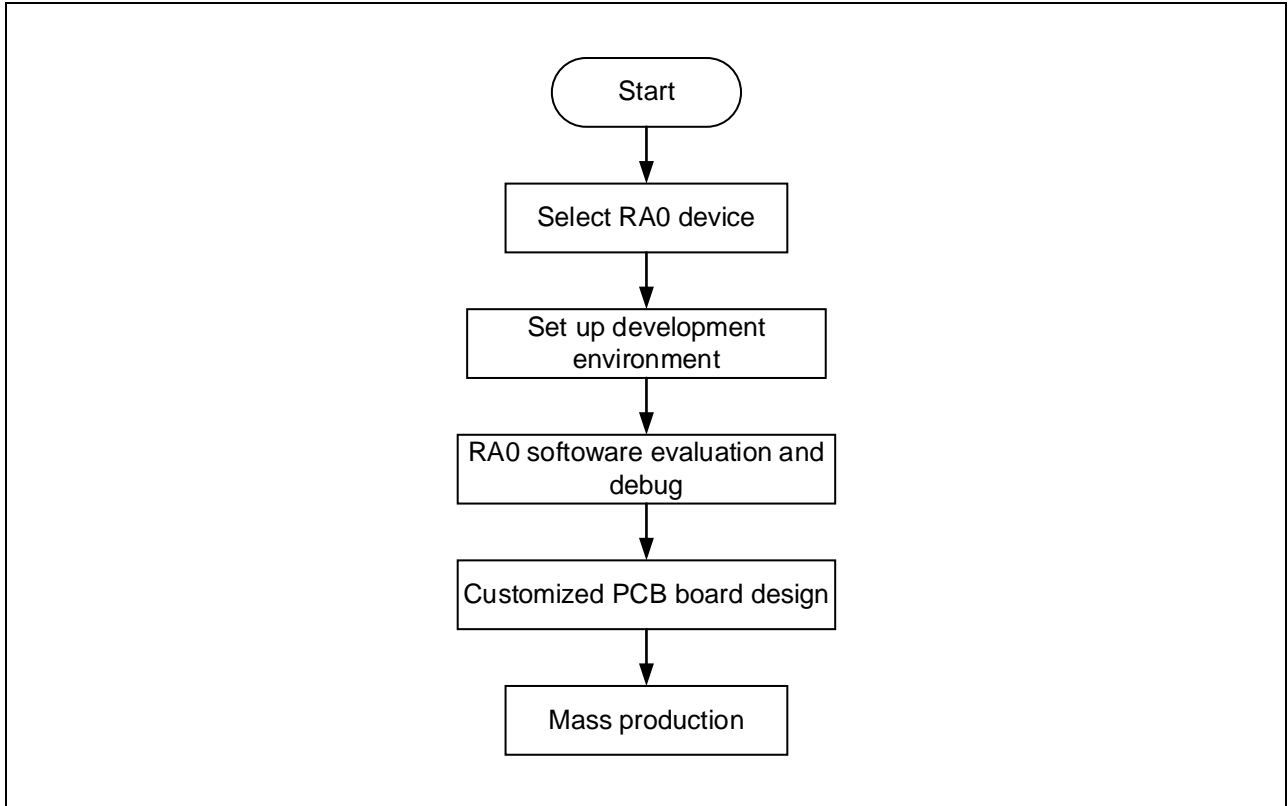 Start
Select RA0 device
Set up development
environment
RA0 softoware evaluation and
debug
Customized PCB board design
Mass production